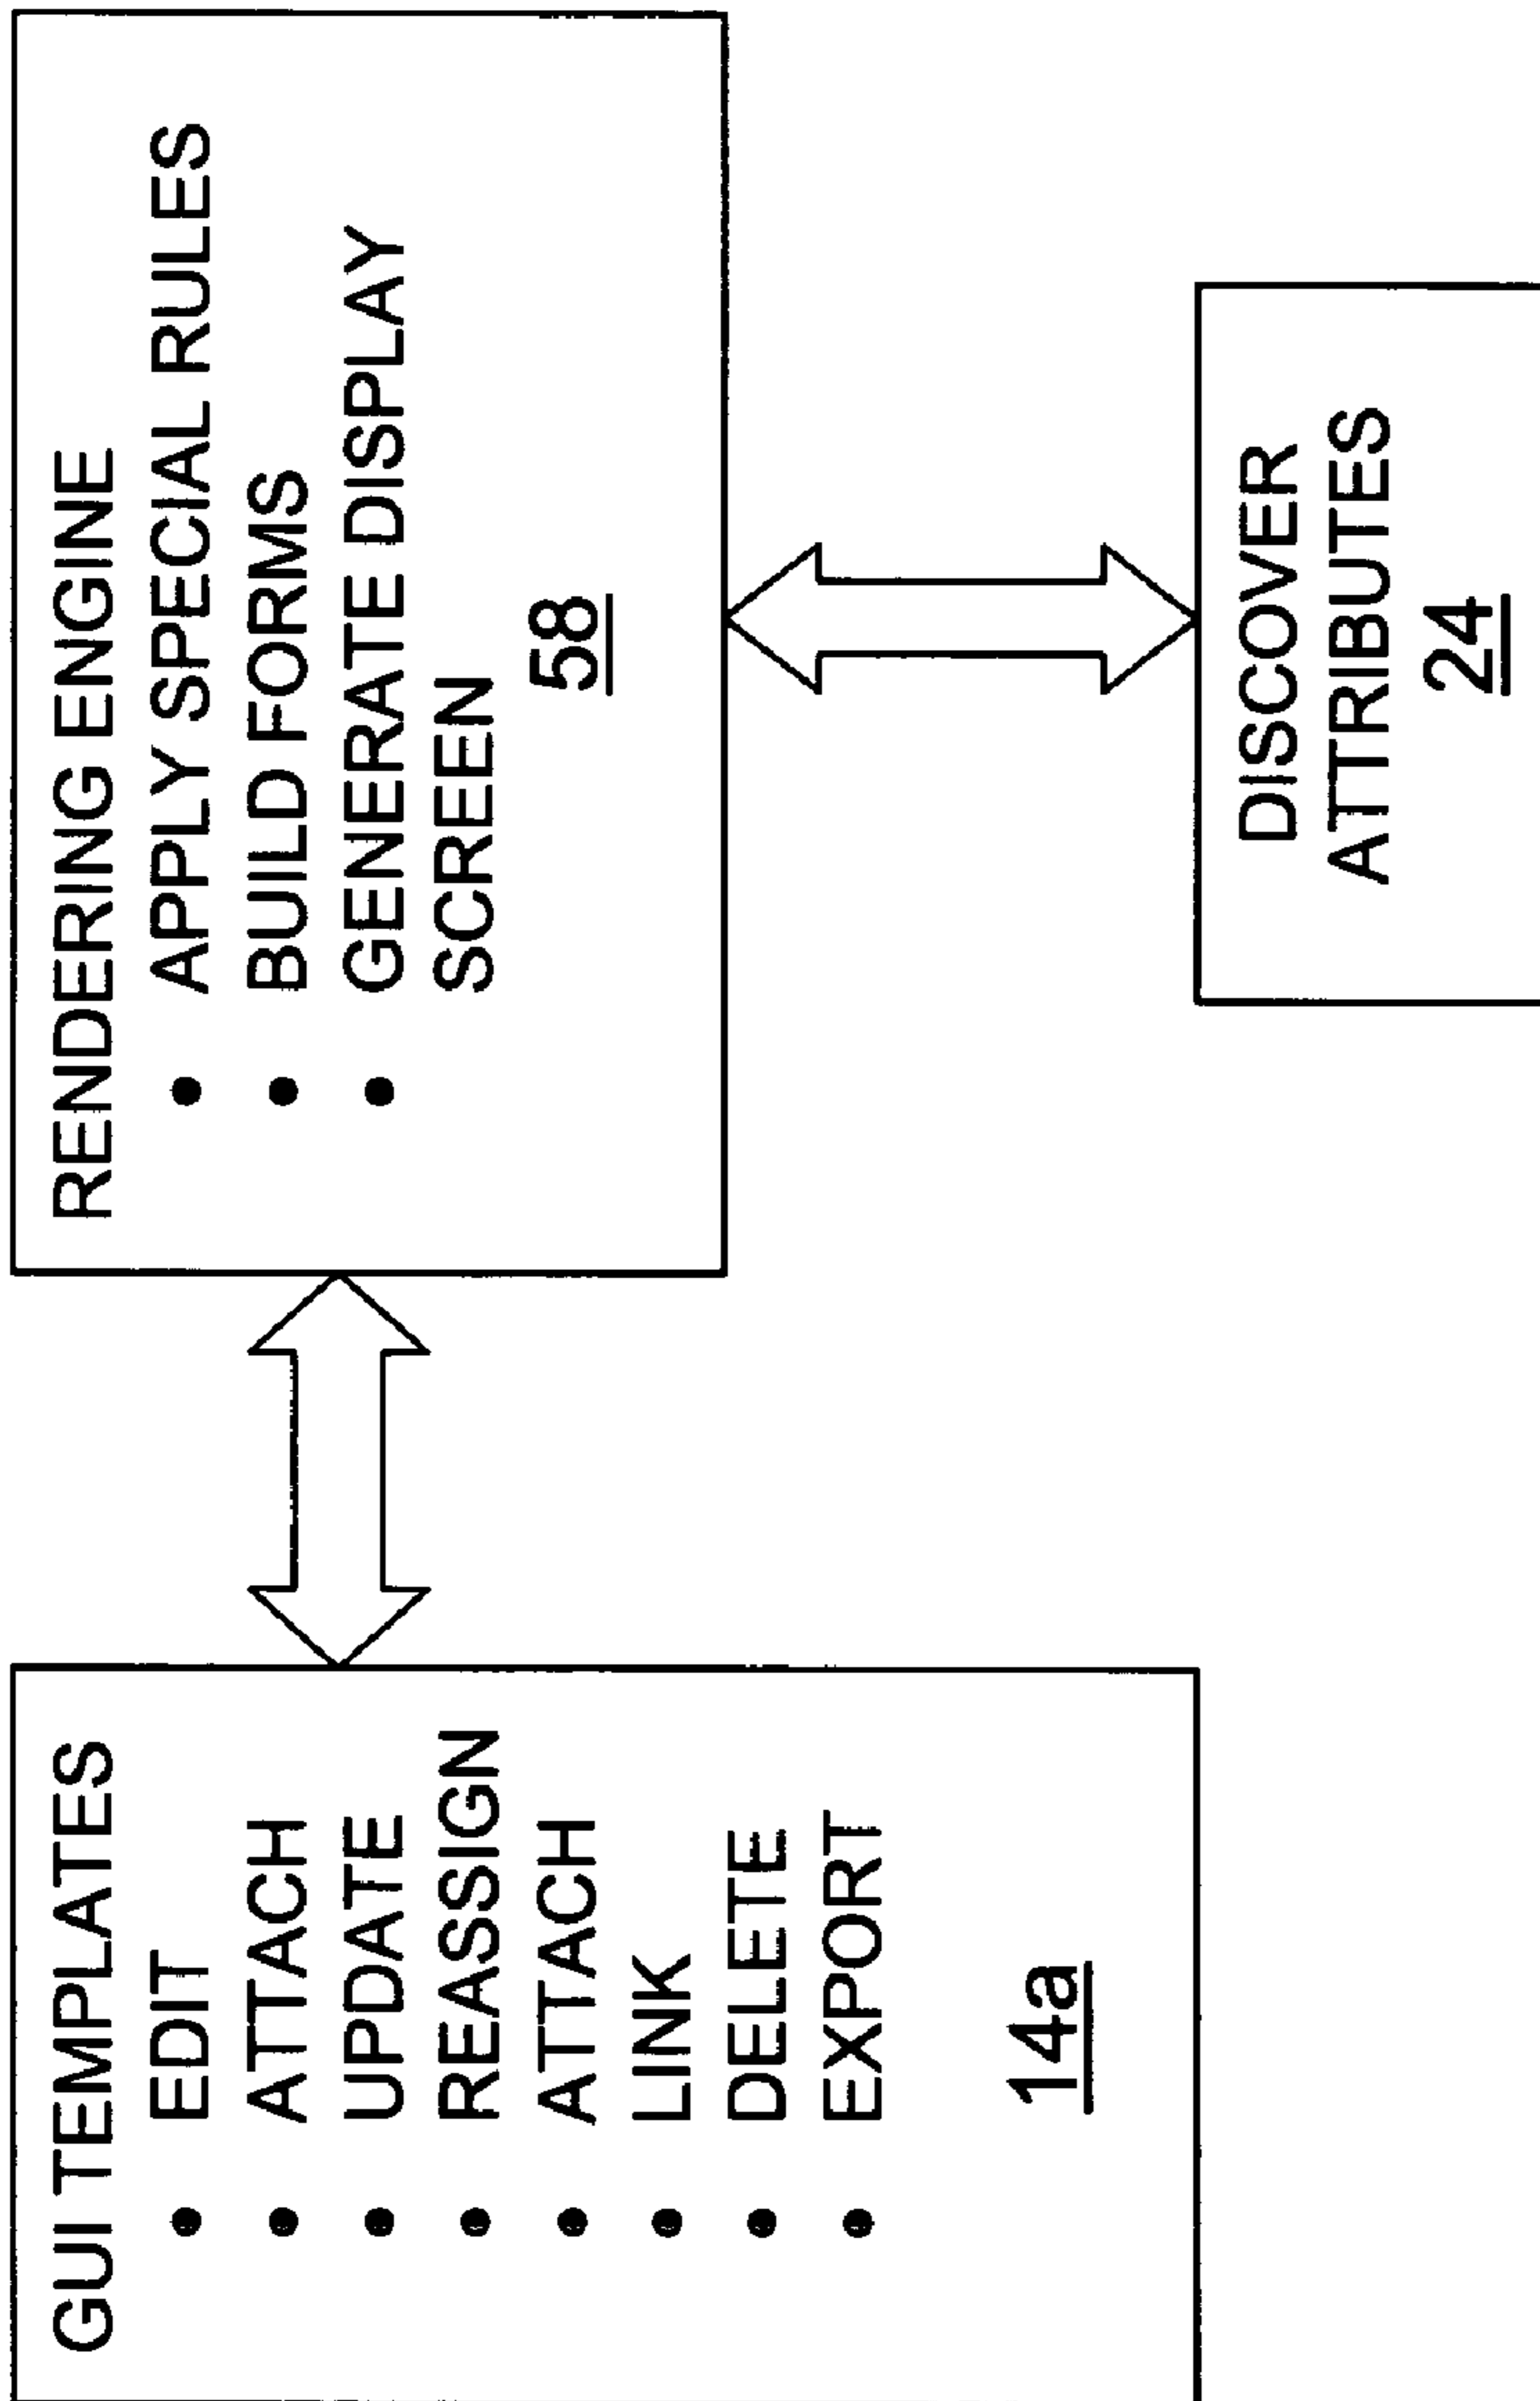 GUI TEMPLATES
• EDIT
• ATTACH
• UPDATE
• REASSIGN
• ATTACH
• LINK
• DELETE
• EXPORT
14a
RENDERING ENGINE
• APPLY SPECIAL RULES
• BUILD FORMS
• GENERATE DISPLAY
SCREEN
58
DISCOVER
ATTRIBUTES
24